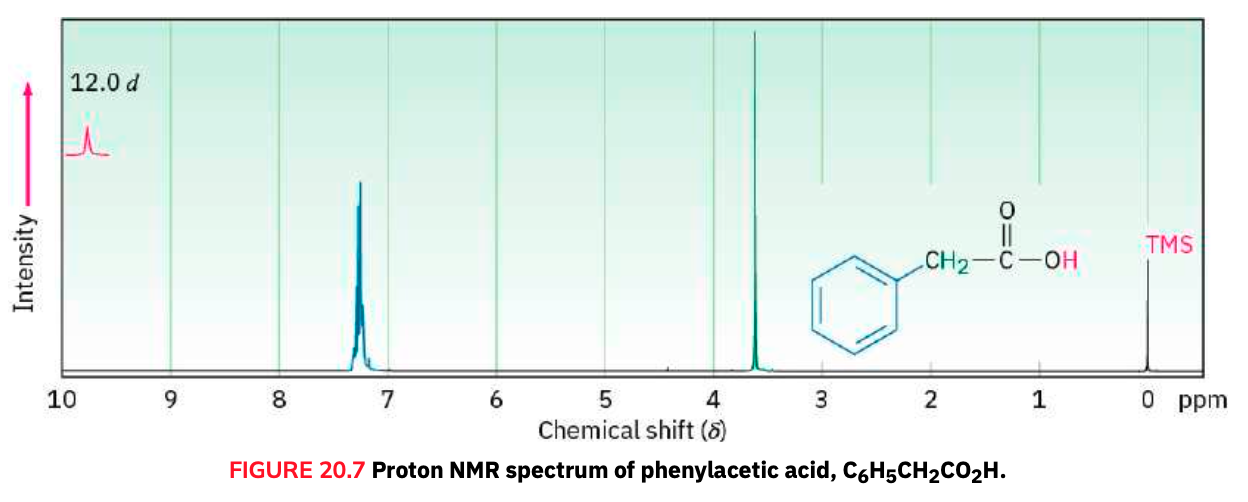 12.0 d
Intensity
O
CH₂—C—OH
TMS
10 9 8 7 6 5 4 3 2 1 0 ppm
Chemical shift (δ)
FIGURE 20.7 Proton NMR spectrum of phenylacetic acid, C₆H₅CH₂CO₂H.